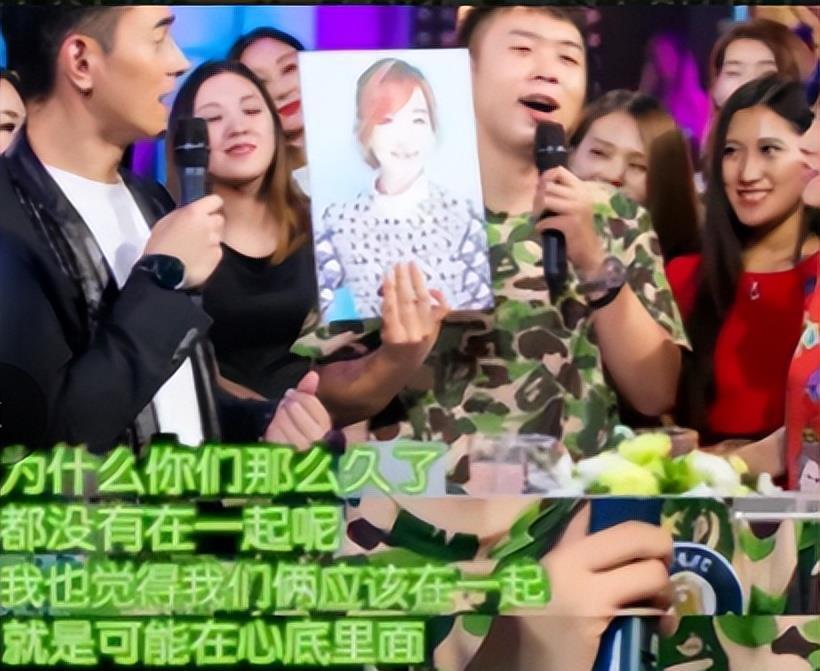 为什么你们那么久了
都没有在一起呢
我也觉得我们俩应该在一起
就是可能在心底里面